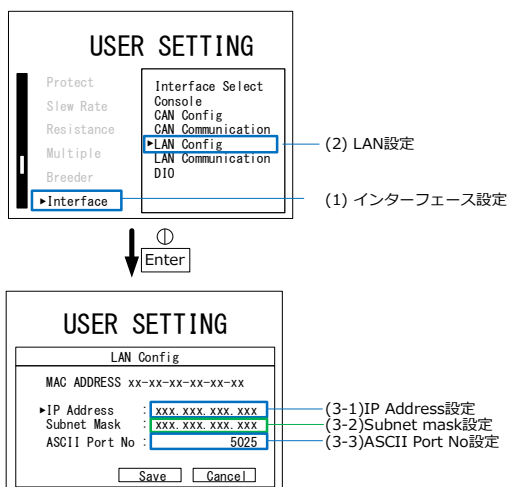 USER SETTING
Protect
Slew Rate
Resistance
Multiple
Breeder
►Interface
Interface Select
Console
CAN Config
CAN Communication
►LAN Config
LAN Communication
DIO
(2) LAN設定
(1) インターフェース設定
Enter
USER SETTING
LAN Config
MAC ADDRESS xx-xx-xx-xx-xx-xx
►IP Address : xxx.xxx.xxx.xxx
Subnet Mask : xxx.xxx.xxx.xxx
ASCII Port No : 5025
(3-1)IP Address設定
(3-2)Subnet mask設定
(3-3)ASCII Port No設定
Save Cancel